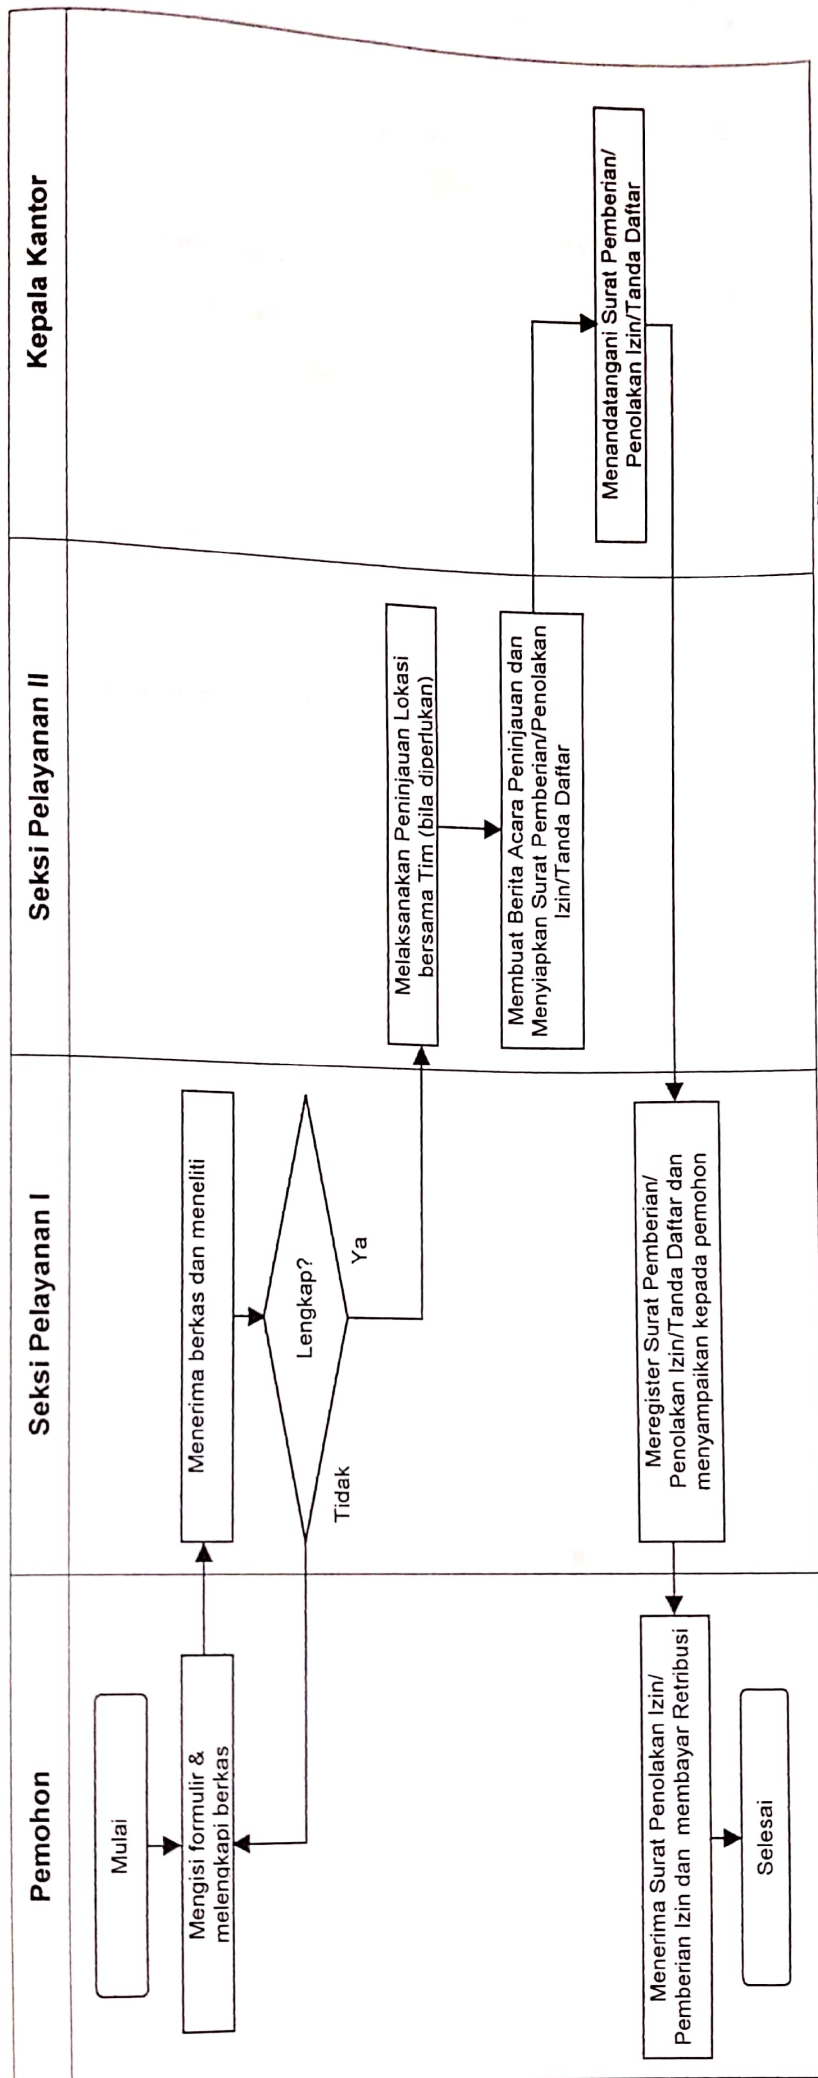 Pemohon
Seksi Pelayanan I
Seksi Pelayanan II
Kepala Kantor
Mulai
Mengisi formulir &
melengkapi berkas
Menerima berkas dan meneliti
Lengkap?
Tidak
Ya
Melaksanakan Peninjauan Lokasi
bersama Tim (bila diperlukan)
Membuat Berita Acara Peninjauan dan
Menyiapkan Surat Pemberian/Penolakan
Izin/Tanda Daftar
Menandatangani Surat Pemberian/
Penolakan Izin/Tanda Daftar
Meregister Surat Pemberian/
Penolakan Izin/Tanda Daftar dan
menyampaikan kepada pemohon
Menerima Surat Penolakan Izin/
Pemberian Izin dan membayar Retribusi
Selesai